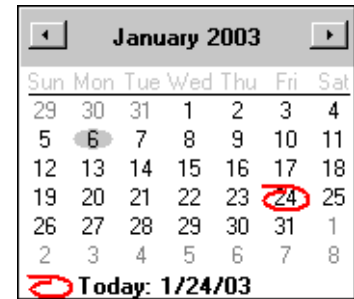 January 2003
Sun Mon Tue Wed Thu Fri Sat
29 30 31 1 2 3 4
5 6 7 8 9 10 11
12 13 14 15 16 17 18
19 20 21 22 23 24 25
26 27 28 29 30 31 1
2 3 4 5 6 7 8
Today: 1/24/03